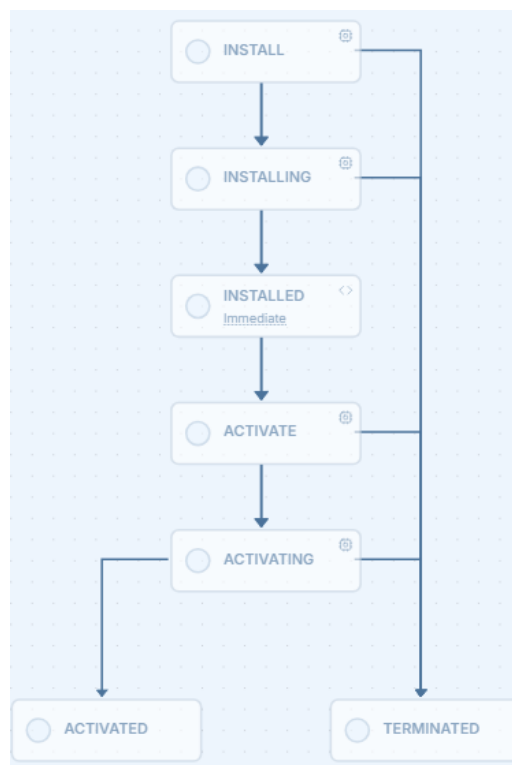 INSTALL
INSTALLING
INSTALLED
Immediate
ACTIVATE
ACTIVATING
ACTIVATED
TERMINATED